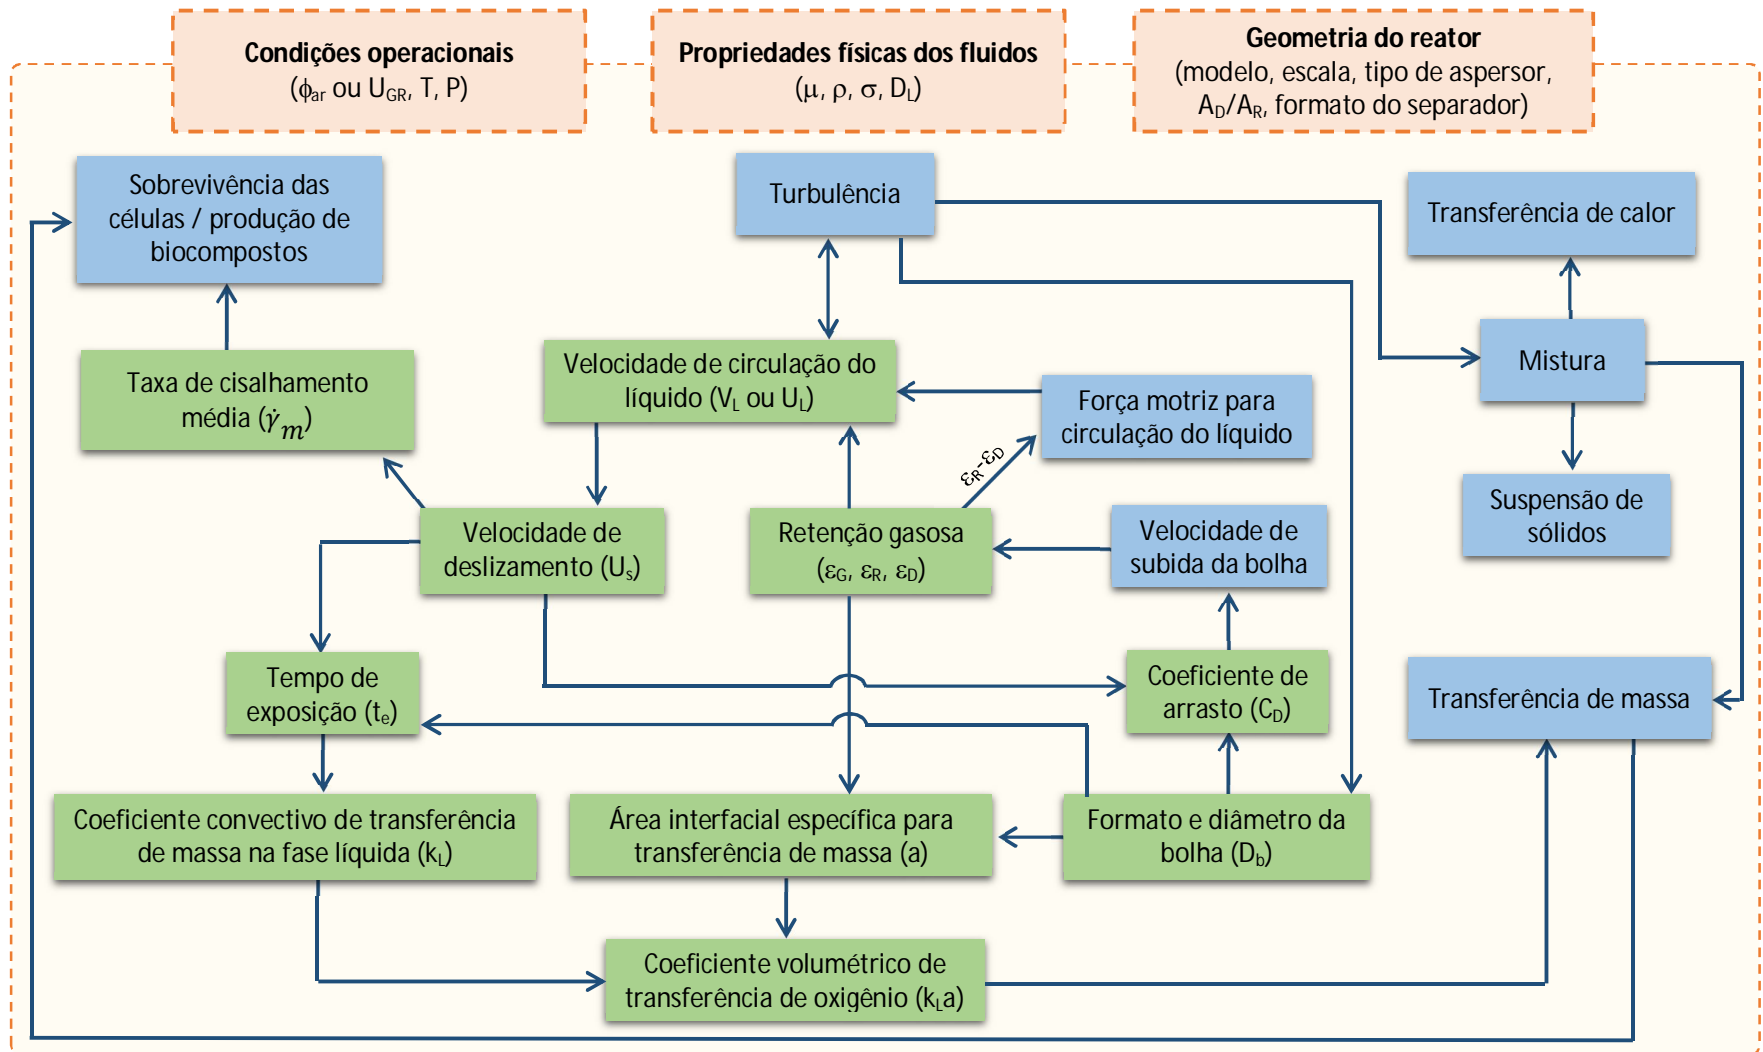 Condições operacionais
(ϕar ou UGR, T, P)
Propriedades físicas dos fluidos
(μ, ρ, σ, DL)
Geometria do reator
(modelo, escala, tipo de aspersor,
AD/AR, formato do separador)
Sobrevivência das
células / produção de
biocompostos
Turbulência
Transferência de calor
Taxa de cisalhamento
média (γ̇m)
Velocidade de circulação do
líquido (VL ou UL)
Força motriz para
circulação do líquido
Mistura
εR-εD
Velocidade de
deslizamento (Us)
Retenção gasosa
(εG, εR, εD)
Velocidade de
subida da bolha
Suspensão de
sólidos
Tempo de
exposição (te)
Coeficiente de
arrasto (CD)
Transferência de massa
Coeficiente convectivo de transferência
de massa na fase líquida (kL)
Área interfacial específica para
transferência de massa (a)
Formato e diâmetro da
bolha (Db)
Coeficiente volumétrico de
transferência de oxigênio (kLa)